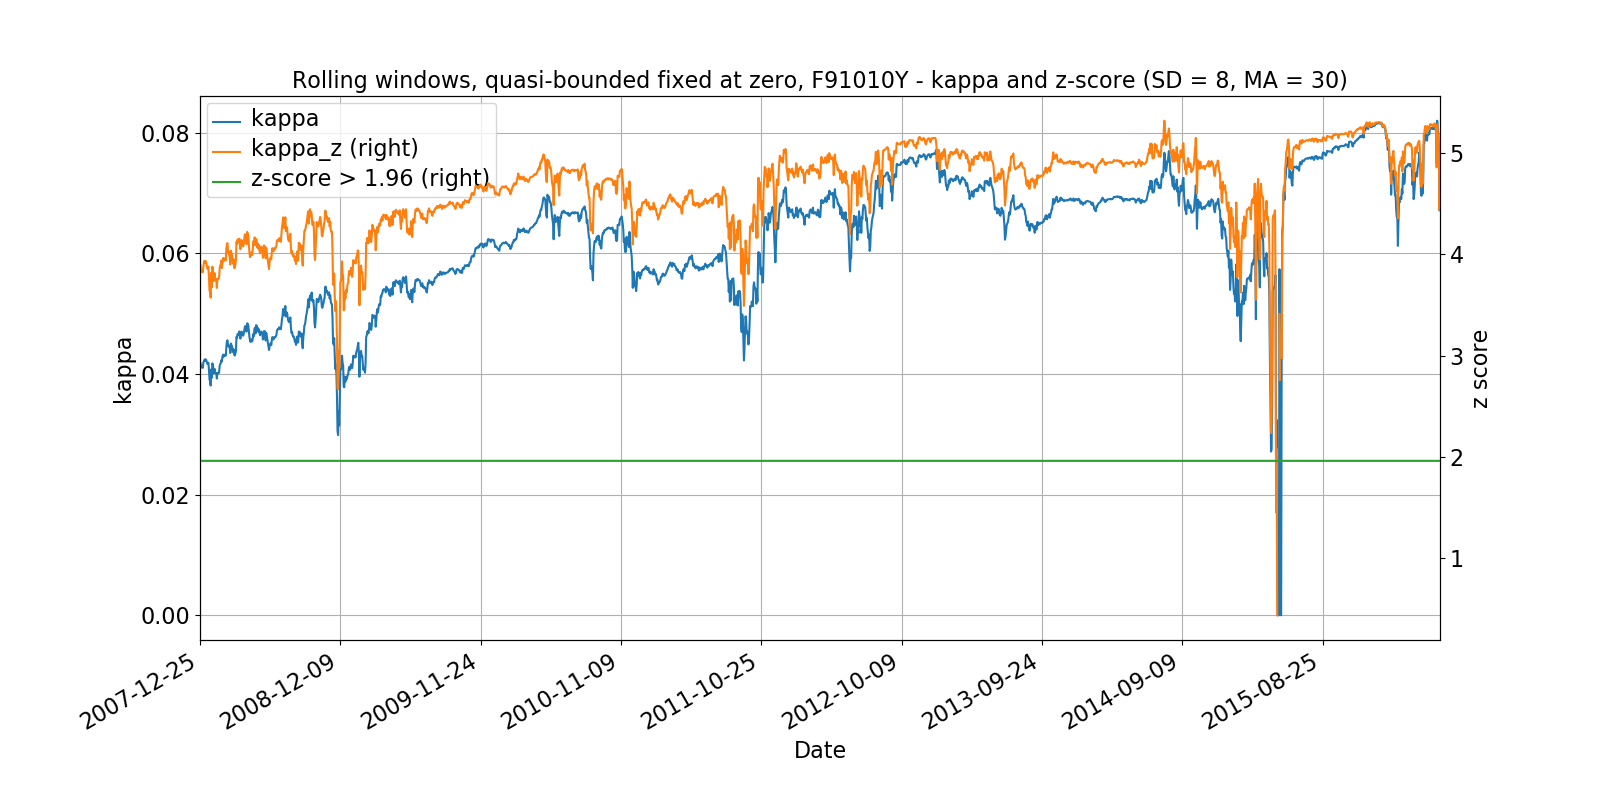 Rolling windows, quasi-bounded fixed at zero, F91010Y - kappa and z-score (SD = 8, MA = 30)
kappa
kappa_z (right)
z-score > 1.96 (right)
0.08
0.06
0.04
0.02
0.00
kappa
5
4
3
2
1
z score
2007-12-25
2008-12-09
2009-11-24
2010-11-09
2011-10-25
2012-10-09
2013-09-24
2014-09-09
2015-08-25
Date